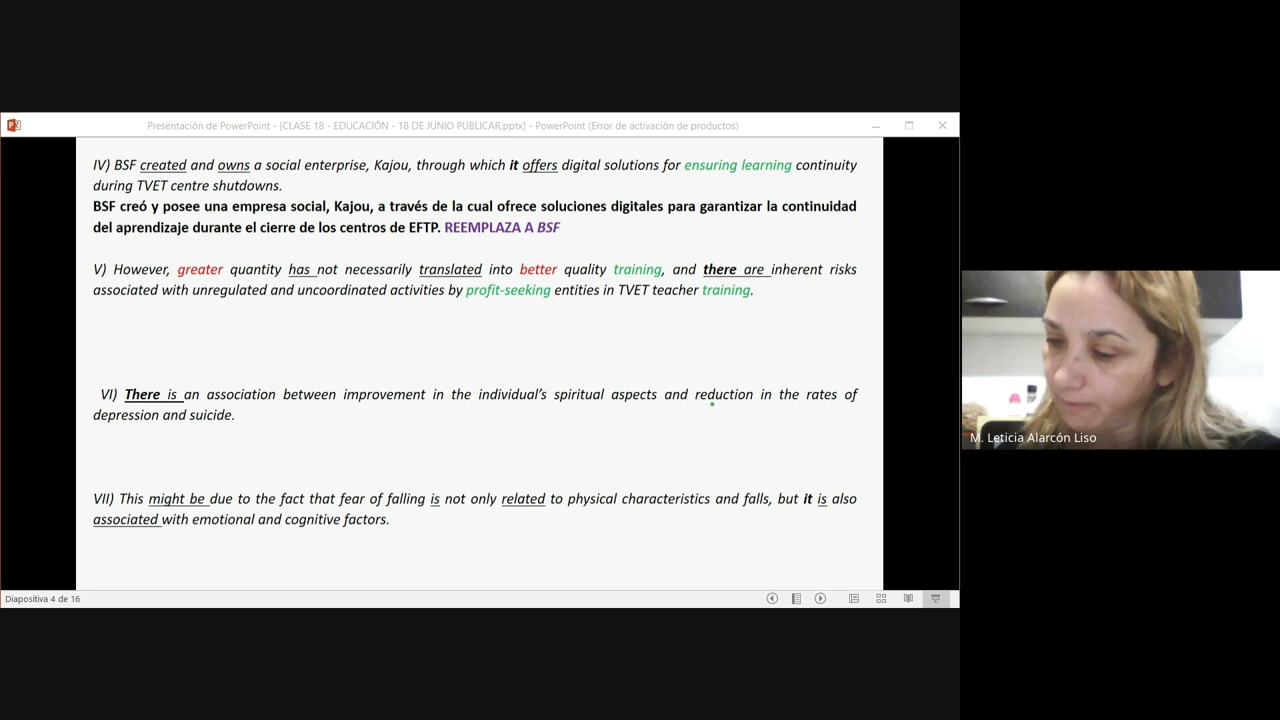 Presentación de PowerPoint - [CLASE 18 - EDUCACIÓN - 18 DE JUNIO PUBLICAR.pptx] - PowerPoint (Error de activación de productos)
IV) BSF created and owns a social enterprise, Kajou, through which it offers digital solutions for ensuring learning continuity
during TVET centre shutdowns.
BSF creó y posee una empresa social, Kajou, a través de la cual ofrece soluciones digitales para garantizar la continuidad
del aprendizaje durante el cierre de los centros de EFTP. REEMPLAZA A BSF
V) However, greater quantity has not necessarily translated into better quality training, and there are inherent risks
associated with unregulated and uncoordinated activities by profit-seeking entities in TVET teacher training.
VI) There is an association between improvement in the individual's spiritual aspects and reduction in the rates of
depression and suicide.
VII) This might be due to the fact that fear of falling is not only related to physical characteristics and falls, but it is also
associated with emotional and cognitive factors.
Diapositiva 4 de 16
M. Leticia Alarcón Liso